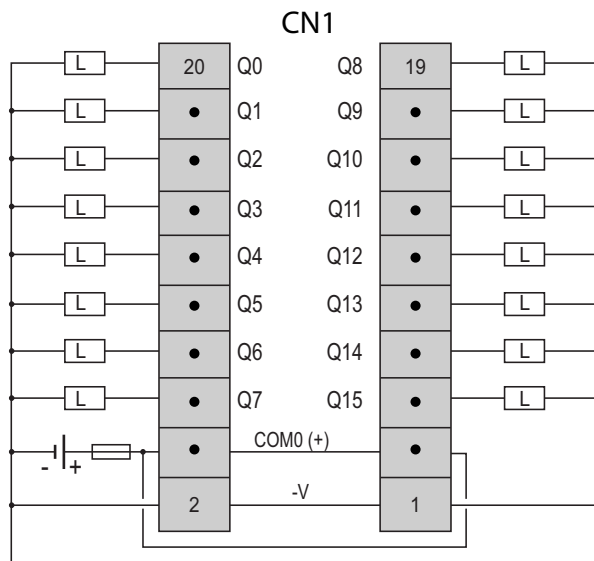 CN1
L 20 Q0 Q8 19 L
L Q1 Q9 L
L Q2 Q10 L
L Q3 Q11 L
L Q4 Q12 L
L Q5 Q13 L
L Q6 Q14 L
L Q7 Q15 L
- + COM0 (+)
2 -V 1